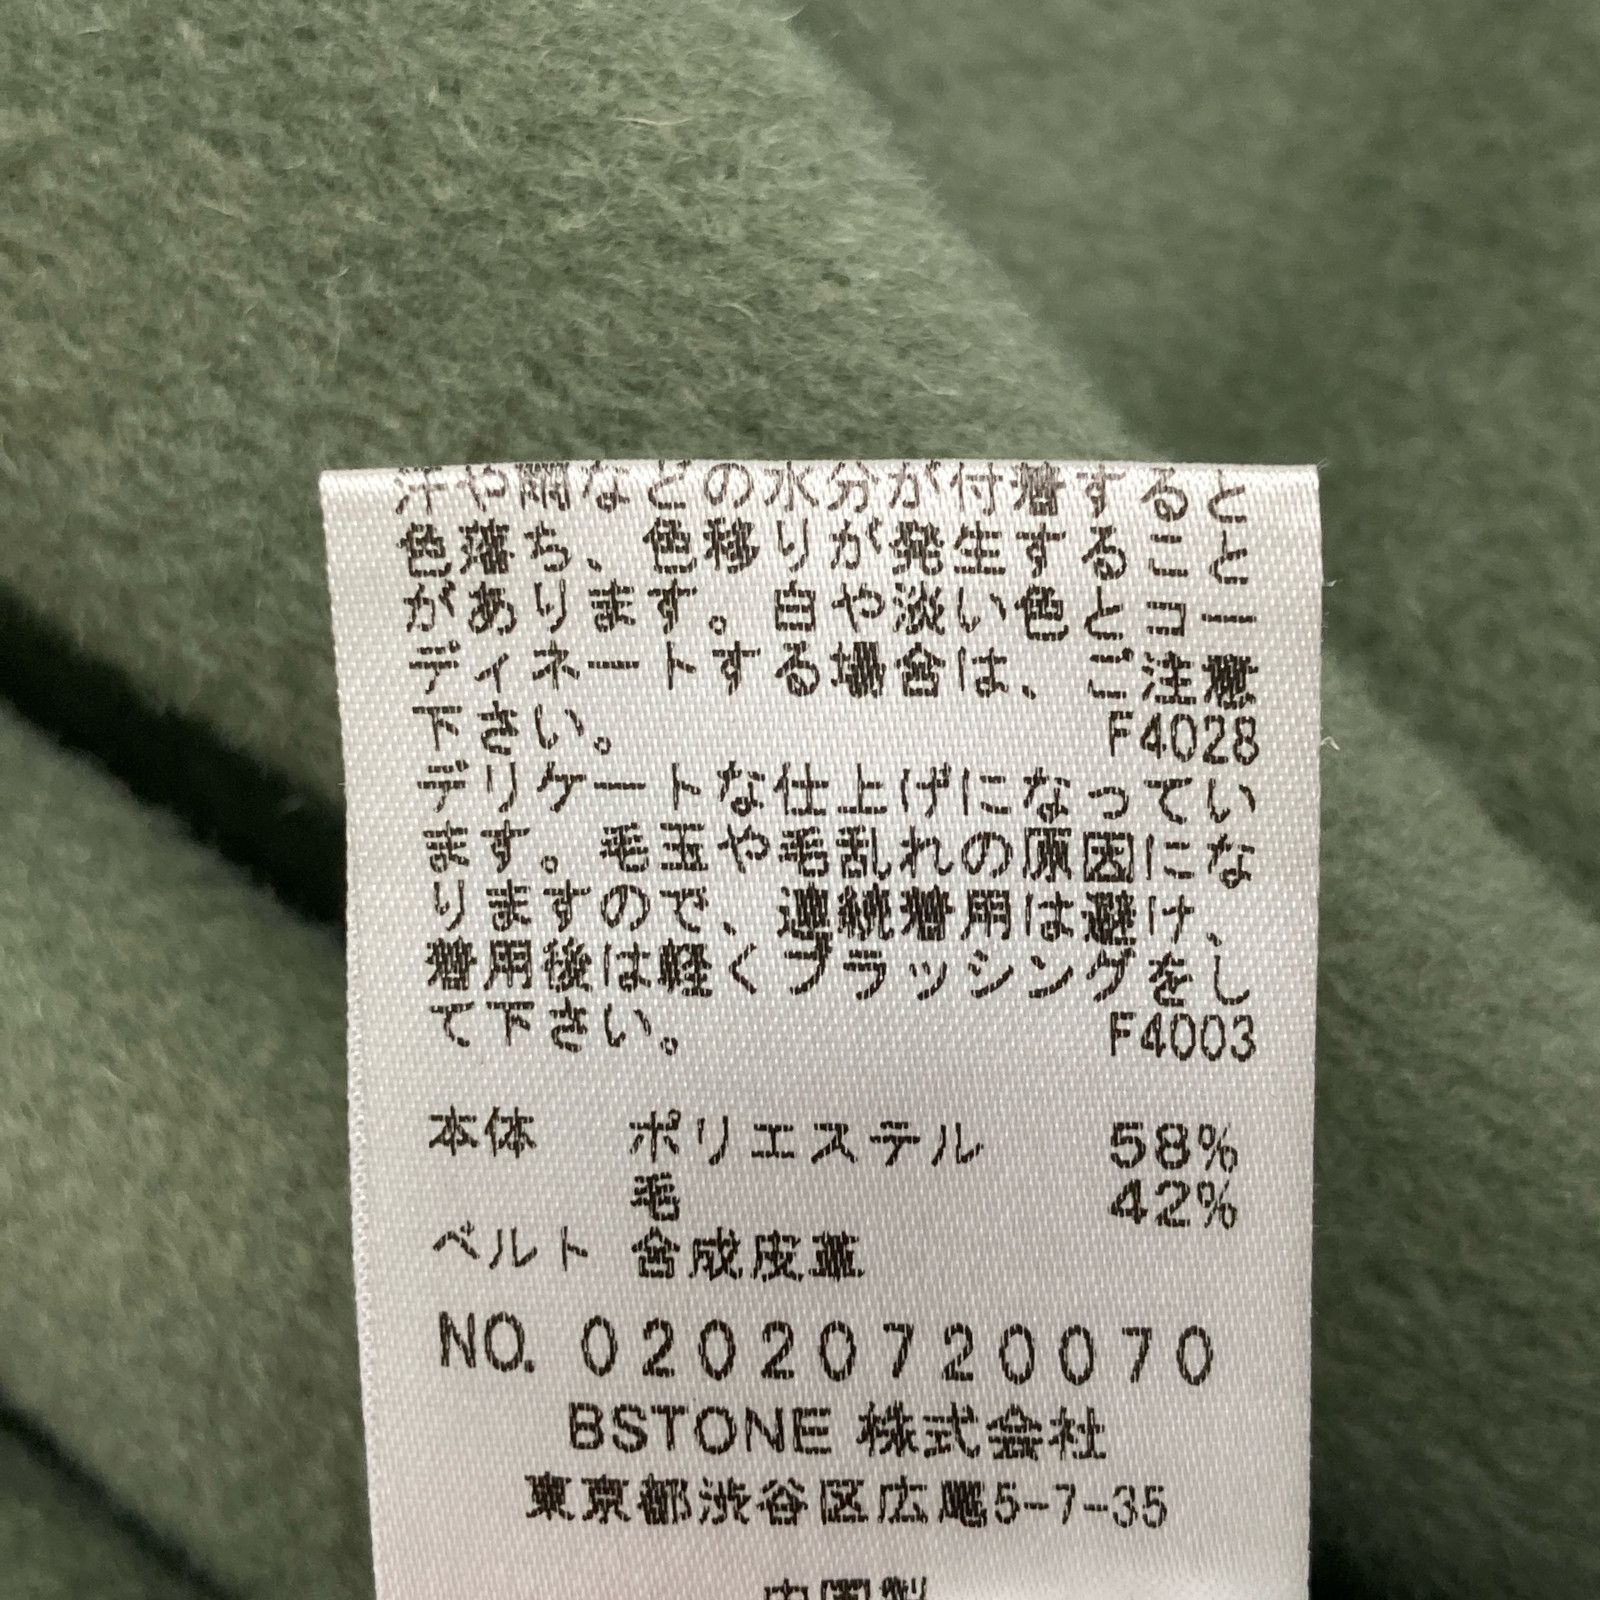 汗や雨などの水分が付着すると
色落ち、色移りが発生すること
があります。白や淡い色とコー
ディネートする場合は、ご注意
下さい。 F4028
デリケートな仕上げになってい
ます。毛玉や毛乱れの原因にな
りますので、連続着用は避け、
着用後は軽くブラッシングをし
て下さい。 F4003
本体 ポリエステル 58%
毛 42%
ベルト 合成皮革
NO. 02020720070
BSTONE 株式会社
東京都渋谷区広尾5-7-35
中国製